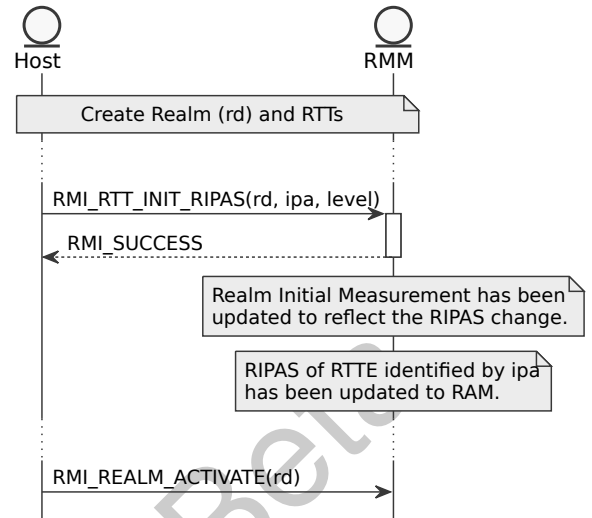 Host
RMM
Create Realm (rd) and RTTs
RMI_RTT_INIT_RIPAS(rd, ipa, level)
RMI_SUCCESS
Realm Initial Measurement has been
updated to reflect the RIPAS change.
RIPAS of RTTE identified by ipa
has been updated to RAM.
RMI_REALM_ACTIVATE(rd)
Beta